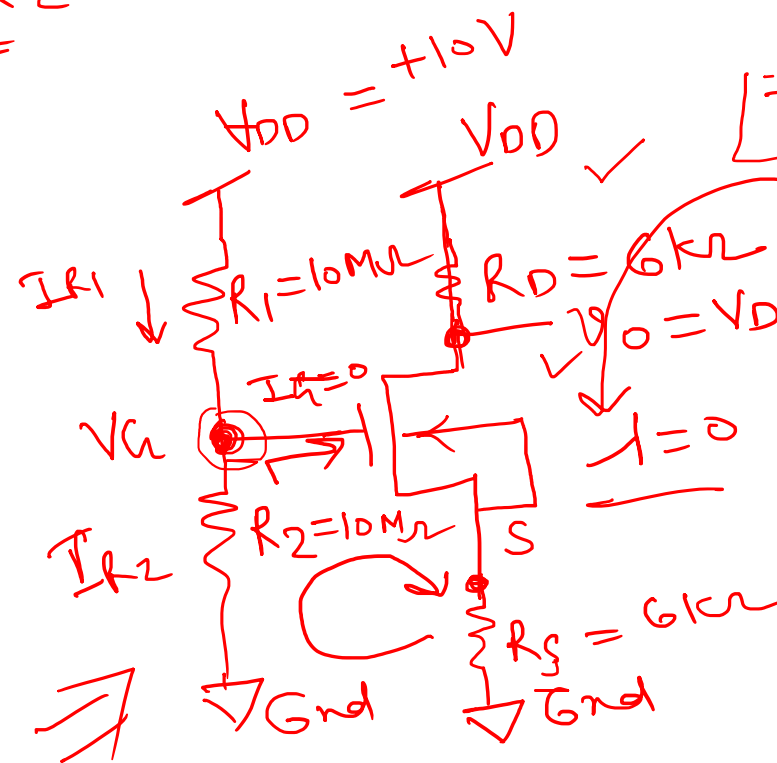 VDD = +10V
VDD
IR1
R1=10MΩ
RD = 6kΩ
vo = VD
IG=0
VG
λ=0
R2=10MΩ
S
IR2
RS = 6kΩ
Gnd
Gnd